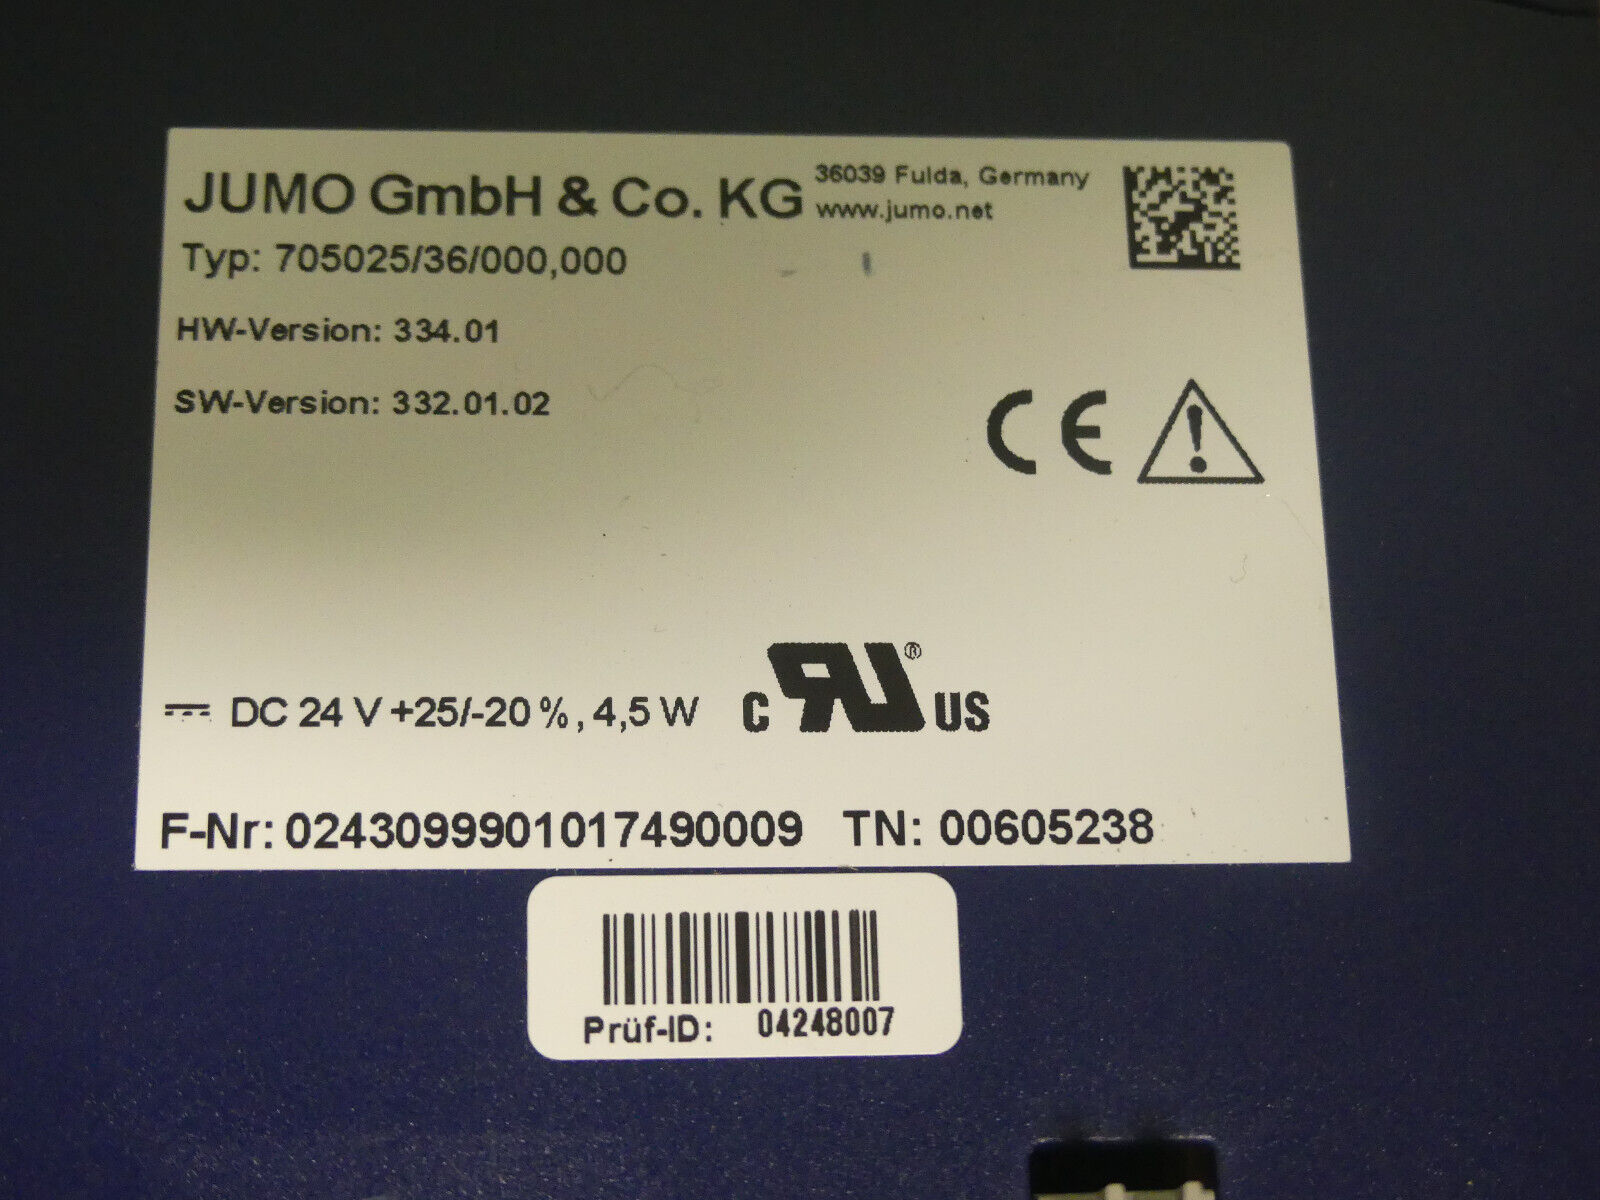 JUMO GmbH & Co. KG
36039 Fulda, Germany
www.jumo.net
Typ: 705025/36/000,000
HW-Version: 334.01
SW-Version: 332.01.02
CE
DC 24 V +25/-20 %, 4,5 W
C RU® US
F-Nr: 0243099901017490009 TN: 00605238
Prüf-ID: 04248007